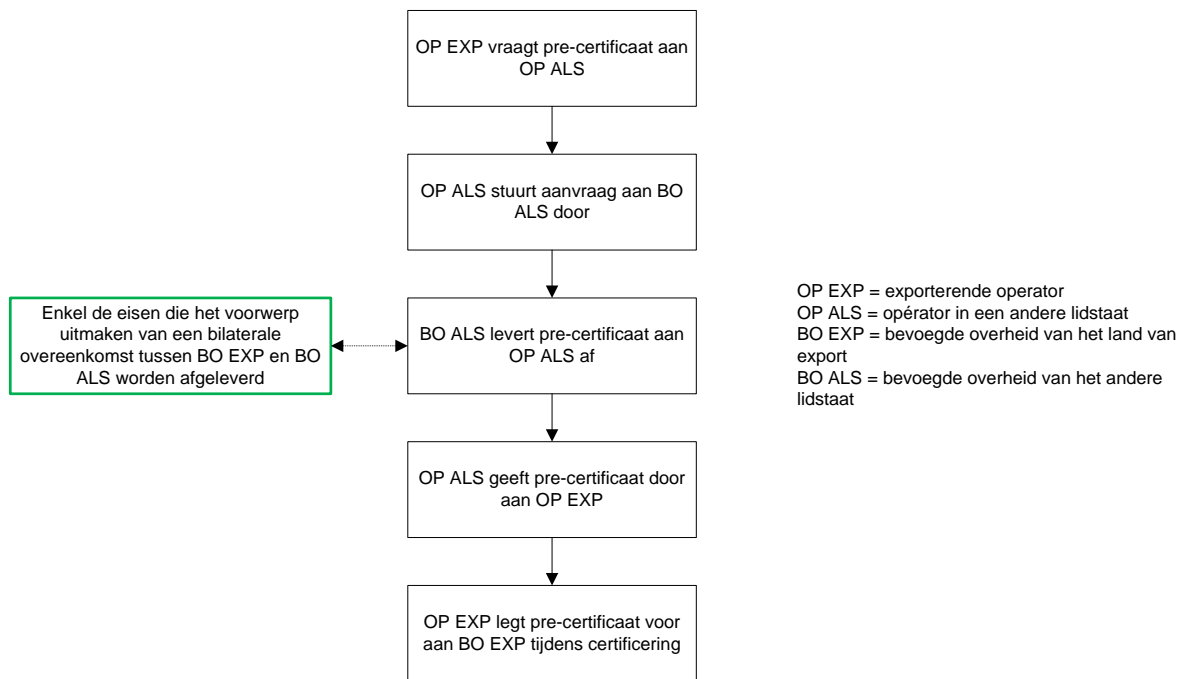 OP EXP vraagt pre-certificaat aan
OP ALS
OP ALS stuurt aanvraag aan BO
ALS door
Enkel de eisen die het voorwerp
uitmaken van een bilaterale
overeenkomst tussen BO EXP en BO
ALS worden afgeleverd
BO ALS levert pre-certificaat aan
OP ALS af
OP EXP = exporterende operator
OP ALS = opérator in een andere lidstaat
BO EXP = bevoegde overheid van het land van
export
BO ALS = bevoegde overheid van het andere
lidstaat
OP ALS geeft pre-certificaat door
aan OP EXP
OP EXP legt pre-certificaat voor
aan BO EXP tijdens certificering